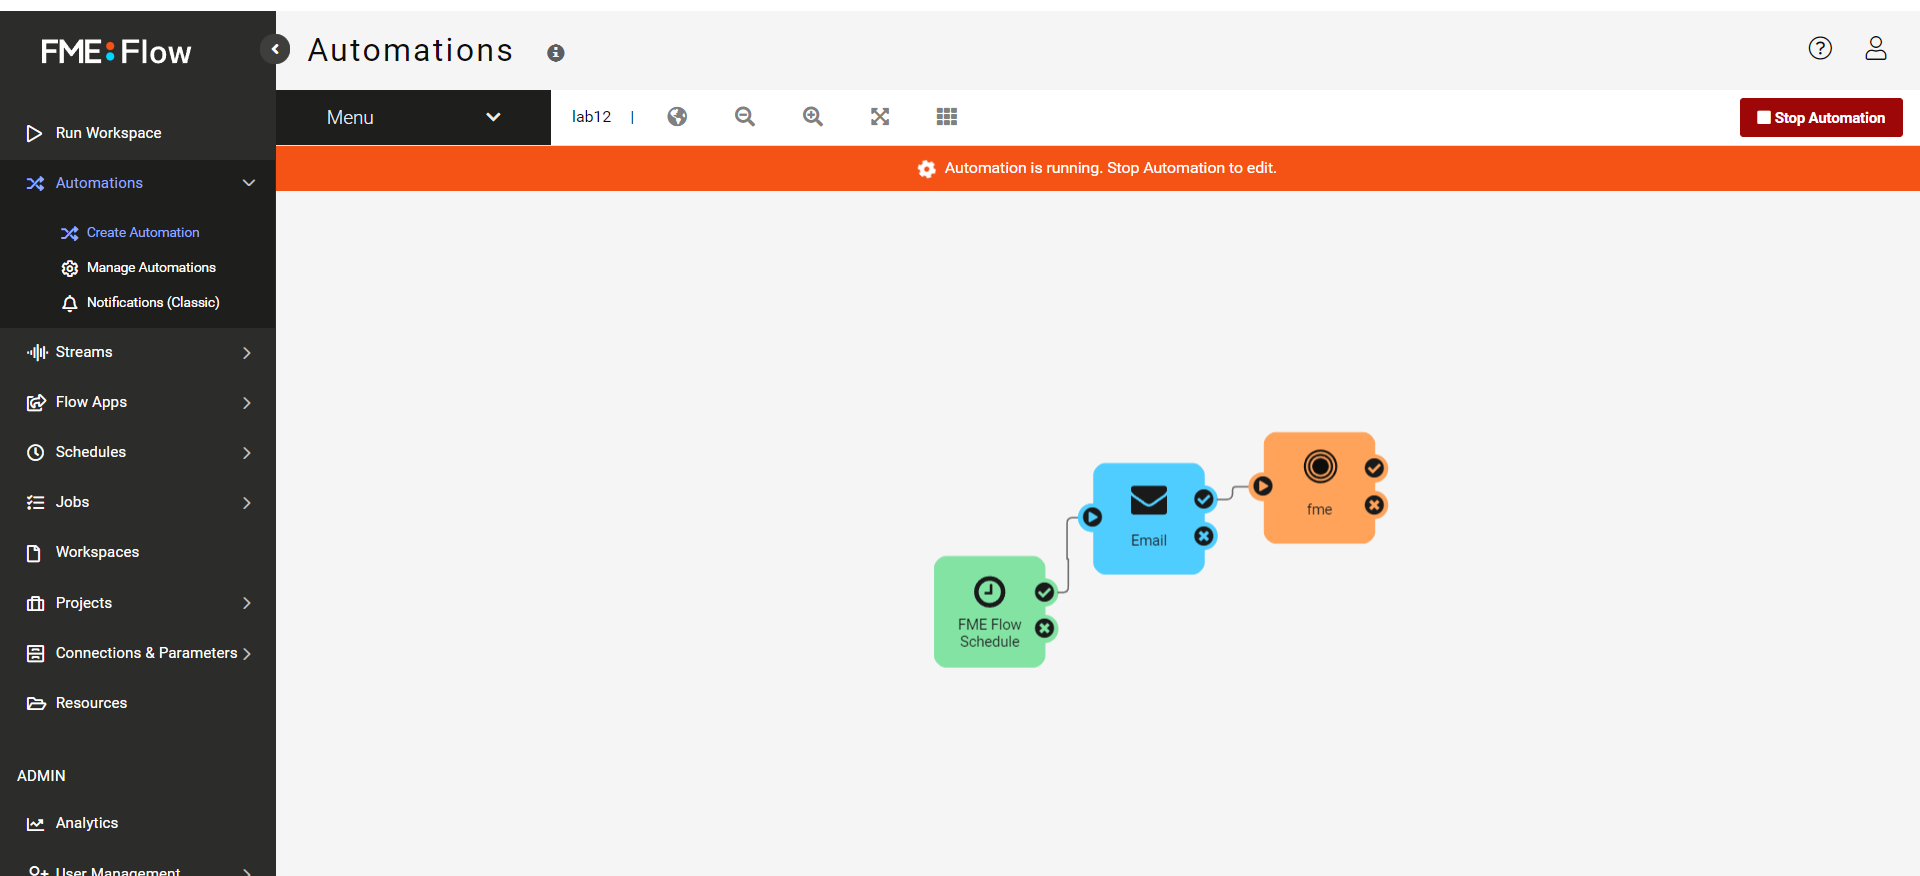 FME:Flow
Automations
Menu
lab12 |
Stop Automation
Automation is running. Stop Automation to edit.
Run Workspace
Automations
Create Automation
Manage Automations
Notifications (Classic)
Streams
Flow Apps
Schedules
Jobs
Workspaces
Projects
Connections & Parameters
Resources
ADMIN
Analytics
User Management
fme
Email
FME Flow
Schedule